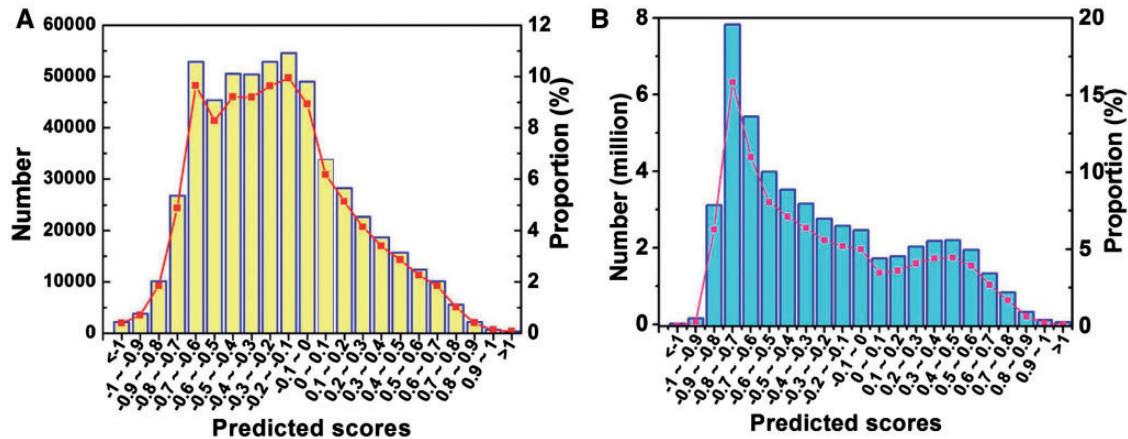 A
60000
50000
40000
30000
20000
10000
0
Number
12
10
8
6
4
2
0
Proportion (%)
<-1
-1 ~ -0.9
-0.9 ~ -0.8
-0.8 ~ -0.7
-0.7 ~ -0.6
-0.6 ~ -0.5
-0.5 ~ -0.4
-0.4 ~ -0.3
-0.3 ~ -0.2
-0.2 ~ -0.1
-0.1 ~ 0
0 ~ 0.1
0.1 ~ 0.2
0.2 ~ 0.3
0.3 ~ 0.4
0.4 ~ 0.5
0.5 ~ 0.6
0.6 ~ 0.7
0.7 ~ 0.8
0.8 ~ 0.9
0.9 ~ 1
>1
Predicted scores
B
8
6
4
2
0
Number (million)
20
15
10
5
0
Proportion (%)
<-1
-1 ~ -0.9
-0.9 ~ -0.8
-0.8 ~ -0.7
-0.7 ~ -0.6
-0.6 ~ -0.5
-0.5 ~ -0.4
-0.4 ~ -0.3
-0.3 ~ -0.2
-0.2 ~ -0.1
-0.1 ~ 0
0 ~ 0.1
0.1 ~ 0.2
0.2 ~ 0.3
0.3 ~ 0.4
0.4 ~ 0.5
0.5 ~ 0.6
0.6 ~ 0.7
0.7 ~ 0.8
0.8 ~ 0.9
0.9 ~ 1
>1
Predicted scores